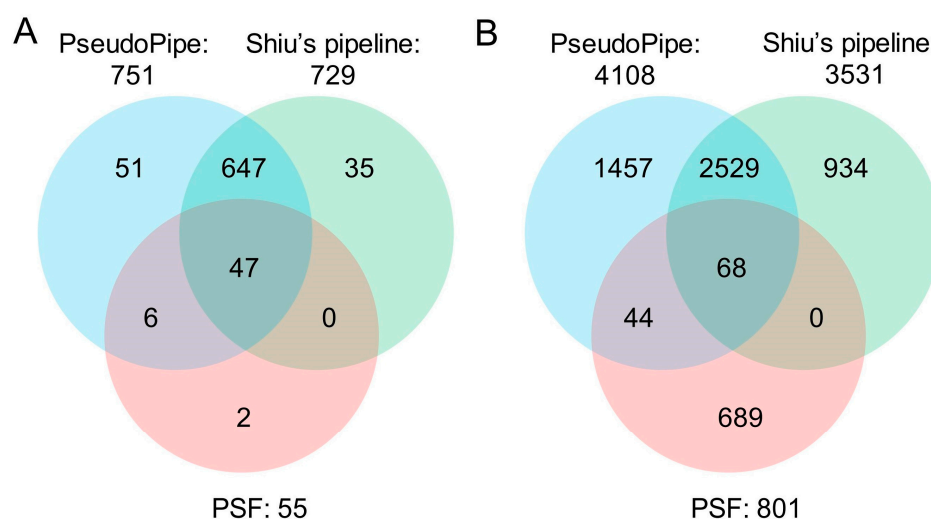 A
PseudoPipe:
751
Shiu's pipeline:
729
51
647
35
47
6
0
2
PSF: 55
B
PseudoPipe:
4108
Shiu's pipeline
3531
1457
2529
934
68
44
0
689
PSF: 801